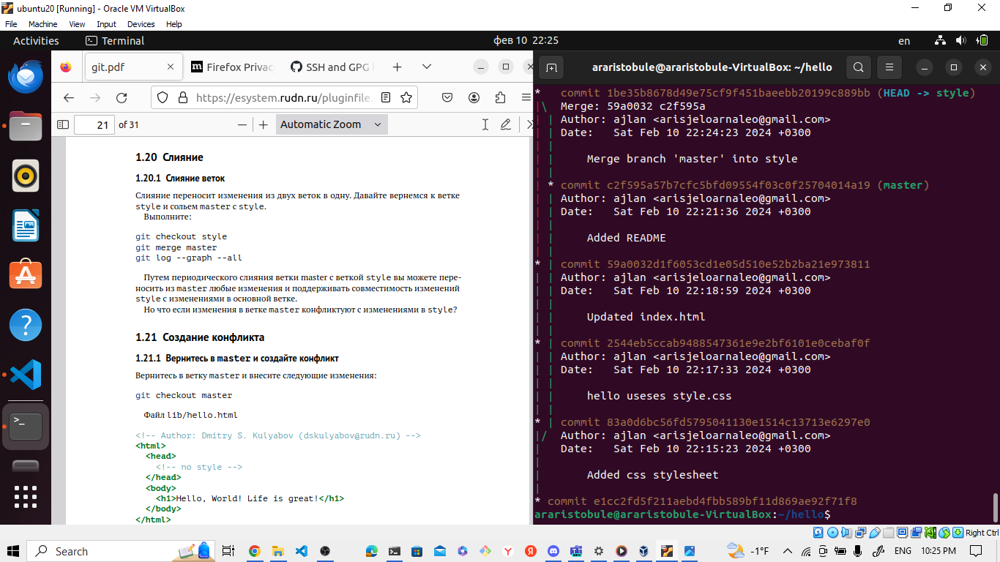 ubuntu20 [Running] - Oracle VM VirtualBox
File Machine View Input Devices Help
Activities Terminal фев 10 22:25 en
git.pdf Firefox Privac SSH and GPG
https://esystem.rudn.ru/pluginfile.
21 of 31 Automatic Zoom
1.20 Слияние
1.20.1 Слияние веток
Слияние переносит изменения из двух веток в одну. Давайте вернемся к ветке
style и сольем master с style.
Выполните:
git checkout style
git merge master
git log --graph --all
Путем периодического слияния ветки master с веткой style вы можете пере-
носить из master любые изменения и поддерживать совместимость изменений
style с изменениями в основной ветке.
Но что если изменения в ветке master конфликтуют с изменениями в style?
1.21 Создание конфликта
1.21.1 Вернитесь в master и создайте конфликт
Вернитесь в ветку master и внесите следующие изменения:
git checkout master
Файл lib/hello.html
<!-- Author: Dmitry S. Kulyabov (dskulyabov@rudn.ru) -->
<html>
<head>
<!-- no style -->
</head>
<body>
<h1>Hello, World! Life is great!</h1>
</body>
</html>
araristobule@araristobule-VirtualBox: ~/hello
* commit 1be35b8678d49e75cf9f451baeebb20199c889bb (HEAD -> style)
|\ Merge: 59a0032 c2f595a
| | Author: ajlan <arisjeloarnaleo@gmail.com>
| | Date: Sat Feb 10 22:24:23 2024 +0300
| |
| | Merge branch 'master' into style
| |
| * commit c2f595a57b7cfc5bfd09554f03c0f25704014a19 (master)
| | Author: ajlan <arisjeloarnaleo@gmail.com>
| | Date: Sat Feb 10 22:21:36 2024 +0300
| |
| | Added README
| |
* | commit 59a0032d1f6053cd1e05d510e52b2ba21e973811
| | Author: ajlan <arisjeloarnaleo@gmail.com>
| | Date: Sat Feb 10 22:18:59 2024 +0300
| |
| | Updated index.html
| |
* | commit 2544eb5ccab9488547361e9e2bf6101e0cebaf0f
| | Author: ajlan <arisjeloarnaleo@gmail.com>
| | Date: Sat Feb 10 22:17:33 2024 +0300
| |
| | hello useses style.css
| |
* | commit 83a0d6bc56fd5795041130e1514c13713e6297e0
|/ Author: ajlan <arisjeloarnaleo@gmail.com>
| Date: Sat Feb 10 22:15:23 2024 +0300
|
| Added css stylesheet
|
* commit e1cc2fd5f211aebd4fbb589bf11d869ae92f71f8
araristobule@araristobule-VirtualBox:~/hello$
Right Ctrl
Search -1°F ENG 10:25 PM